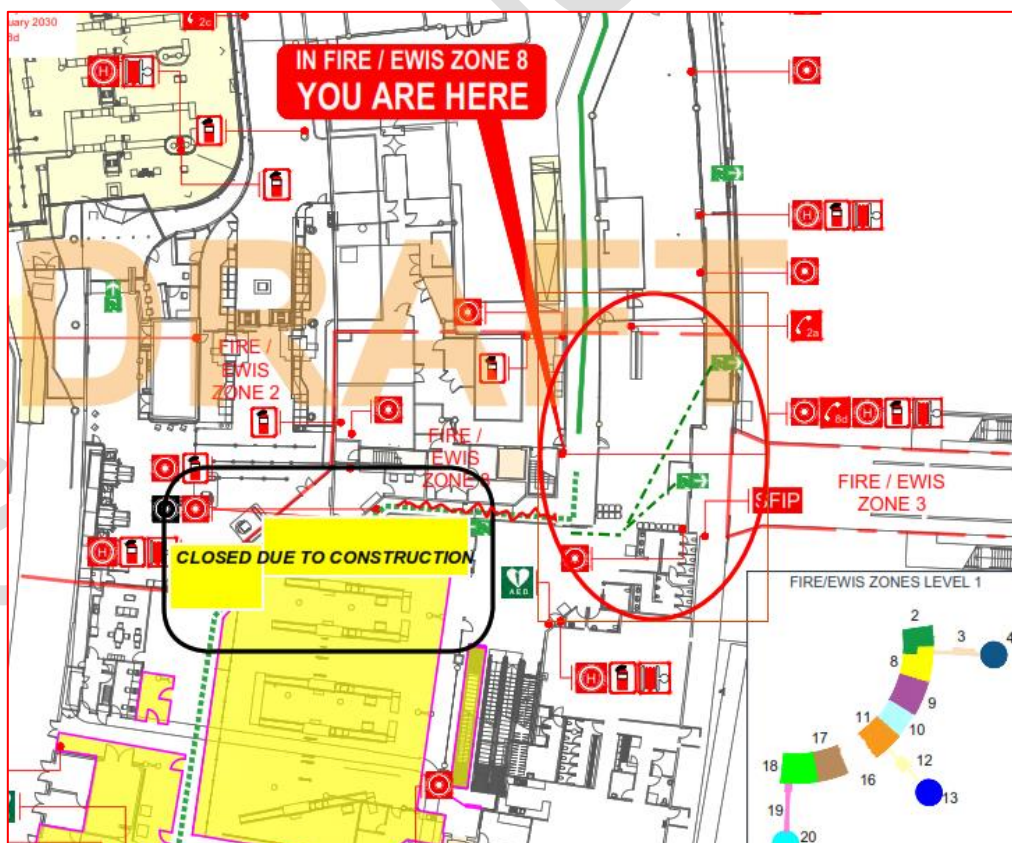 uary 2030
3d
2c
H
IN FIRE / EWIS ZONE 8
YOU ARE HERE
H
DRAFT
2a
FIRE /
EWIS
ZONE 2
6d
H
FIRE /
EWIS
ZONE
FIRE / EWIS
ZONE 3
SFIP
H
CLOSED DUE TO CONSTRUCTION
AED
H
FIRE/EWIS ZONES LEVEL 1
2
3
4
8
9
10
11
12
13
17
16
18
19
20